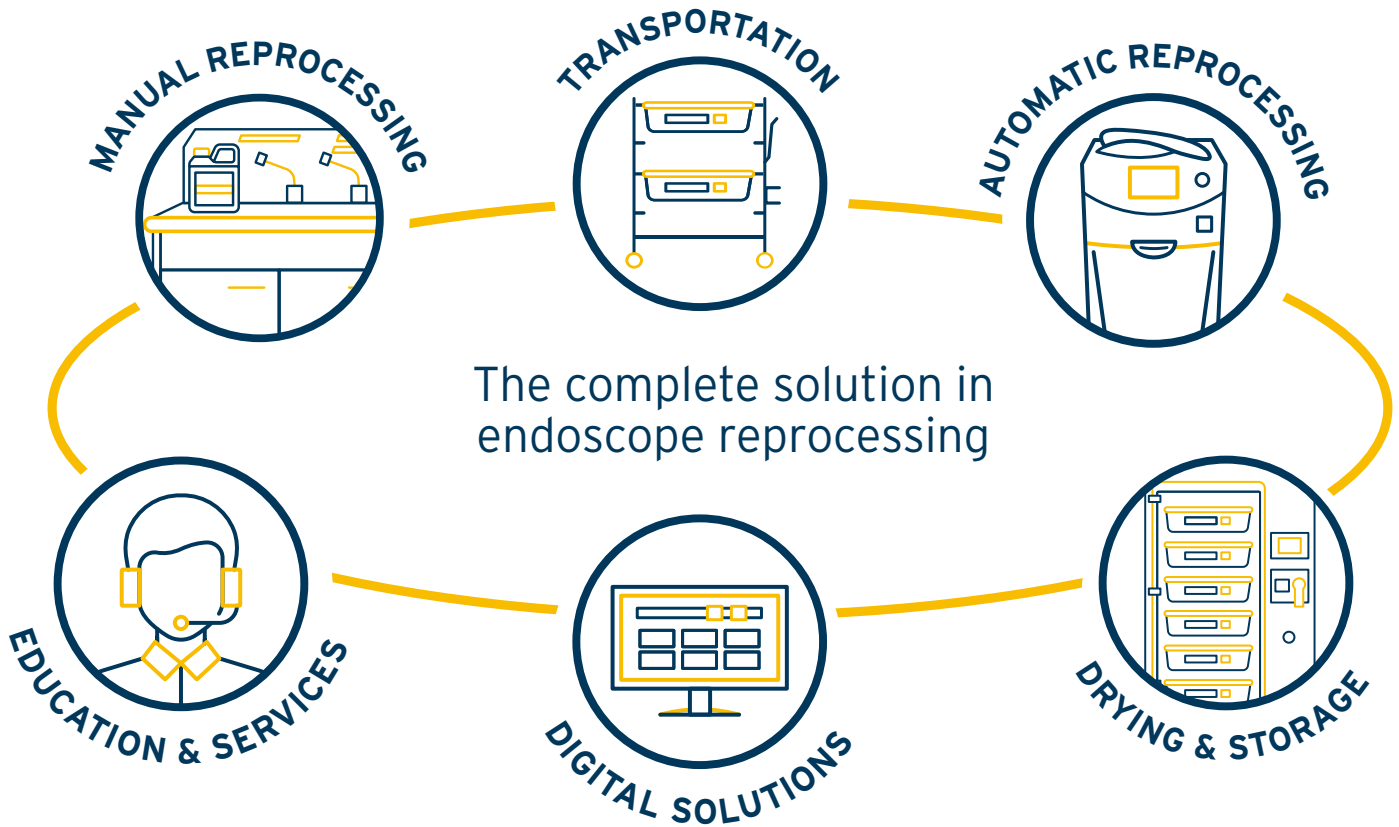 MANUAL REPROCESSING
TRANSPORTATION
AUTOMATIC REPROCESSING
The complete solution in
endoscope reprocessing
EDUCATION & SERVICES
DIGITAL SOLUTIONS
DRYING & STORAGE